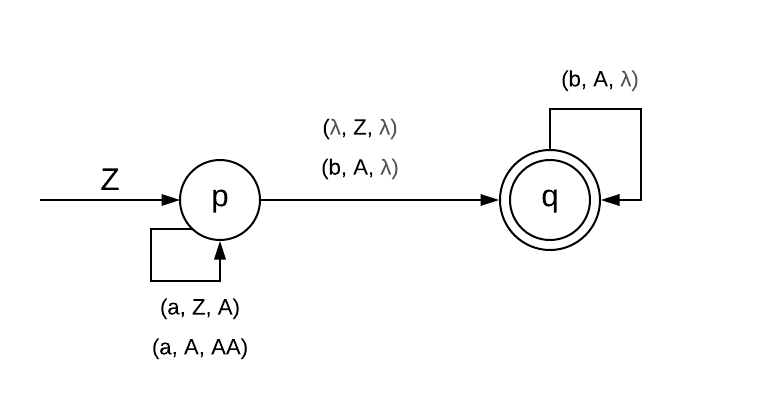 (b, A, λ)
(λ, Z, λ)
(b, A, λ)
Z
p
q
(a, Z, A)
(a, A, AA)